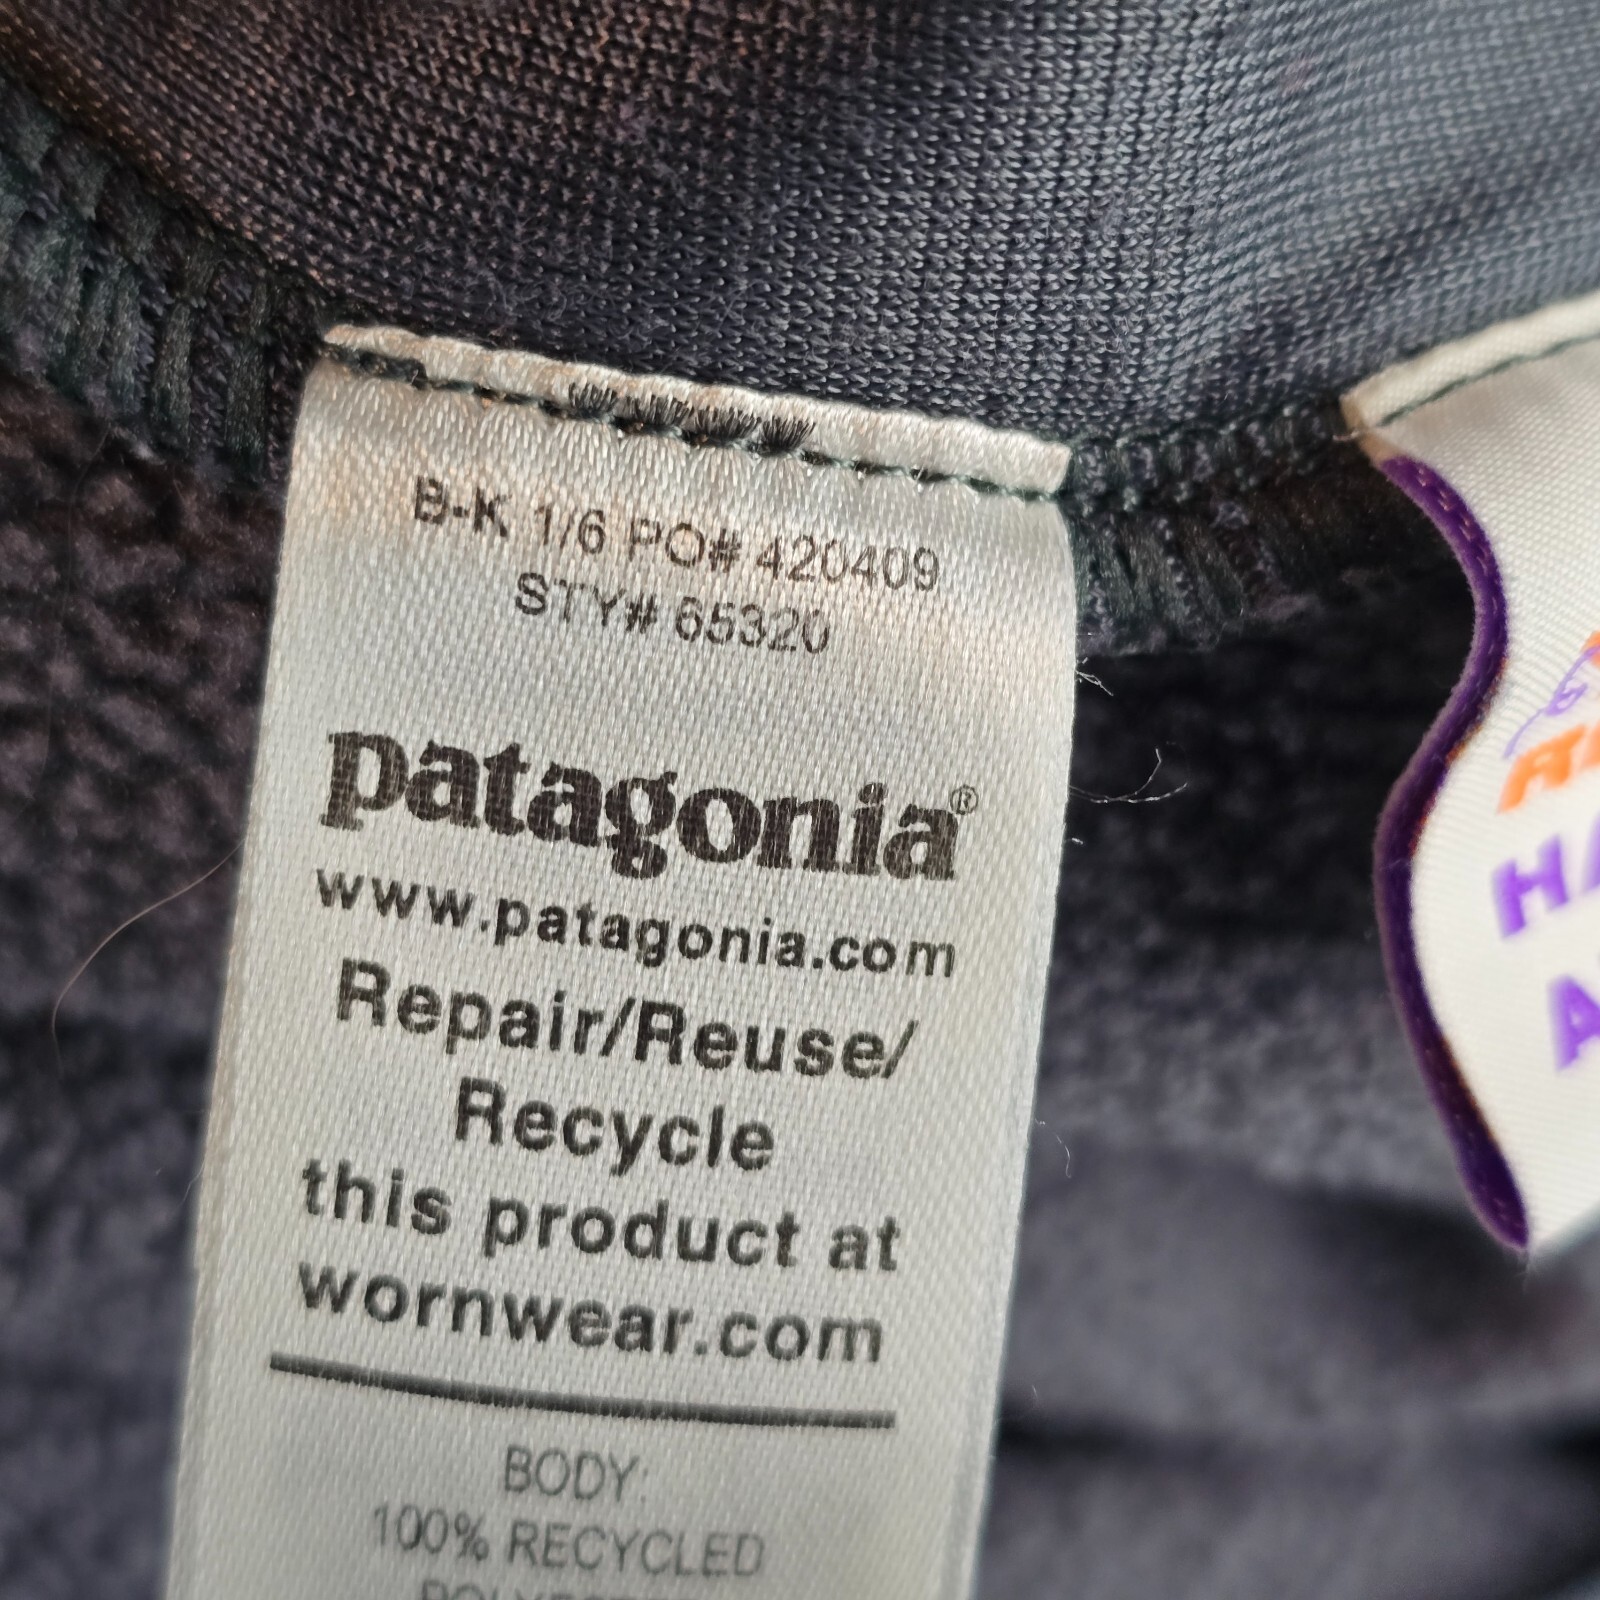 B-K 1/6 PO# 420409
STY# 65320
patagonia®
www.patagonia.com
Repair/Reuse/
Recycle
this product at
wornwear.com
BODY:
100% RECYCLED